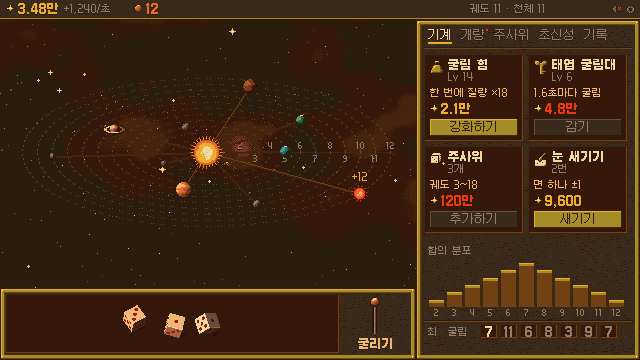 3.48만 +1,240/초 12
궤도 11 · 천체 11
기계 개량 주사위 초신성 기록
굴림 힘
Lv 14
한 번에 질량 ×18
2.1만
강화하기
태엽 굴림대
Lv 6
1.6초마다 굴림
4.8만
감기
주사위
3개
궤도 3~18
120만
추가하기
눈 새기기
2번
면 하나 ±1
9,600
새기기
2 4 6 8 10 12
3 5 7 9 11
+12
합의 분포
2 3 4 5 6 7 8 9 10 11 12
최 굴림 7 11 6 8 3 9 7
굴리기